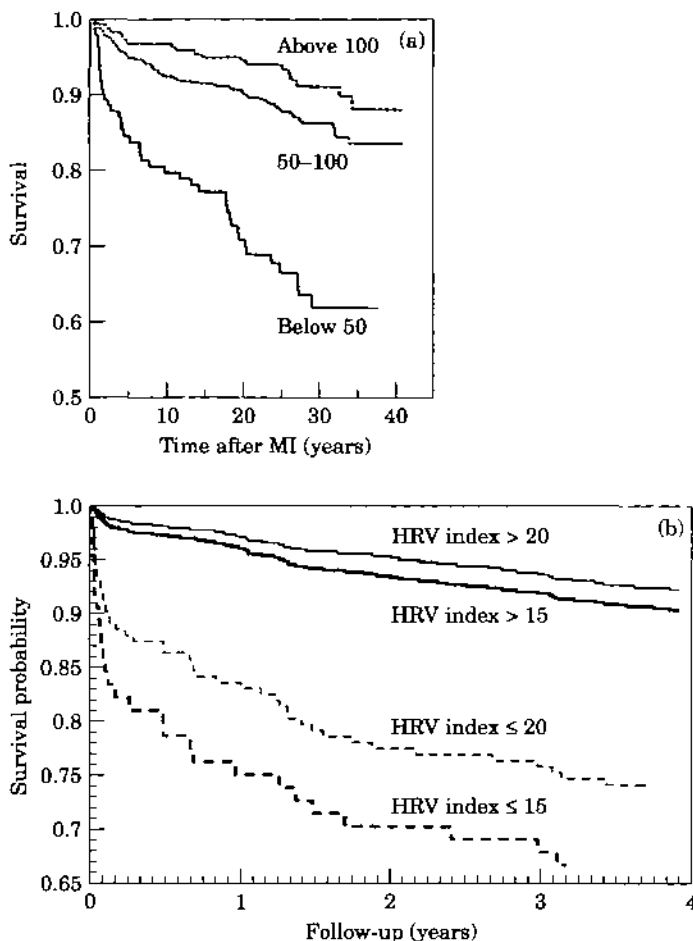 1.0
Above 100
(a)
0.9
50–100
0.8
Survival
0.7
0.6
Below 50
0.5
0
10
20
30
40
Time after MI (years)
1.0
(b)
HRV index > 20
0.95
HRV index > 15
0.9
0.85
Survival probability
0.8
HRV index ≤ 20
0.75
HRV index ≤ 15
0.7
0.65
0
1
2
3
4
Follow-up (years)